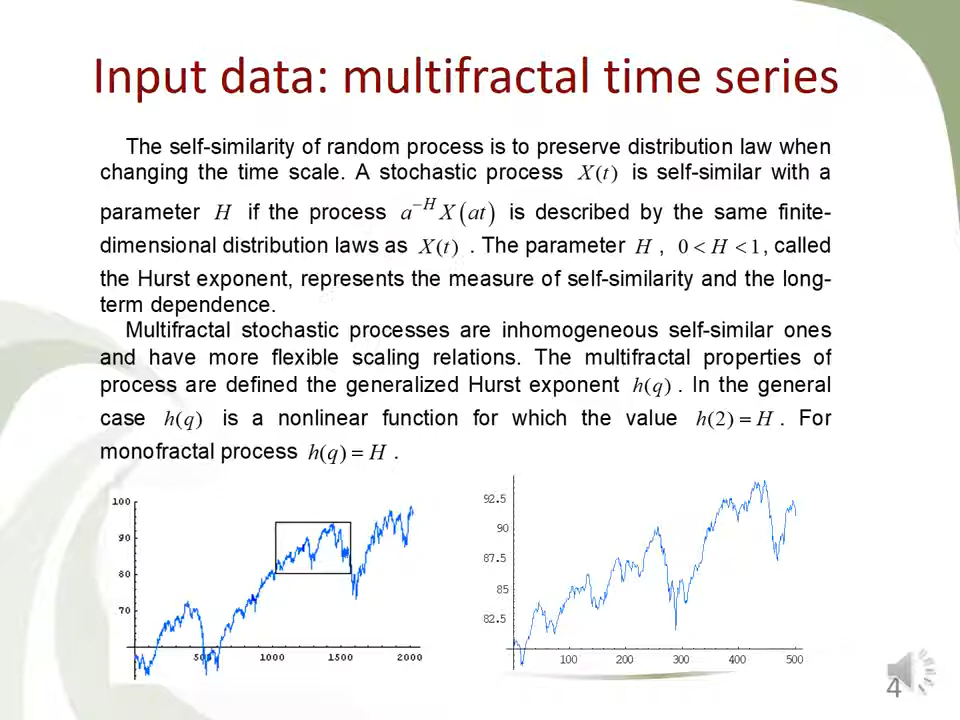 Input data: multifractal time series
The self-similarity of random process is to preserve distribution law when
changing the time scale. A stochastic process X(t) is self-similar with a
parameter H if the process a^{-H} X(at) is described by the same finite-
dimensional distribution laws as X(t) . The parameter H , 0 < H < 1, called
the Hurst exponent, represents the measure of self-similarity and the long-
term dependence.
Multifractal stochastic processes are inhomogeneous self-similar ones
and have more flexible scaling relations. The multifractal properties of
process are defined the generalized Hurst exponent h(q) . In the general
case h(q) is a nonlinear function for which the value h(2) = H . For
monofractal process h(q) = H .
100
90
80
70
500 1000 1500 2000
92.5
90
87.5
85
82.5
100 200 300 400 500
4